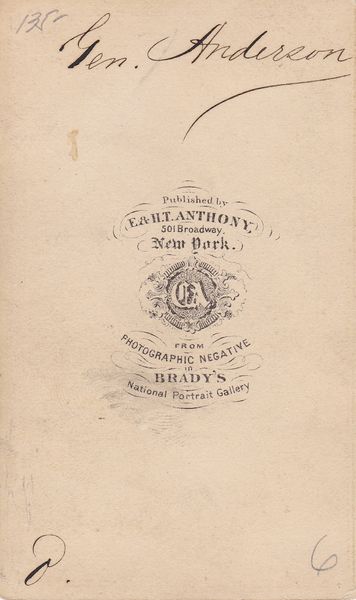 135-
Gen. Anderson
Published by
E. & H.T. ANTHONY,
501 Broadway.
New York.
FROM
PHOTOGRAPHIC NEGATIVE
in
BRADY'S
National Portrait Gallery
6